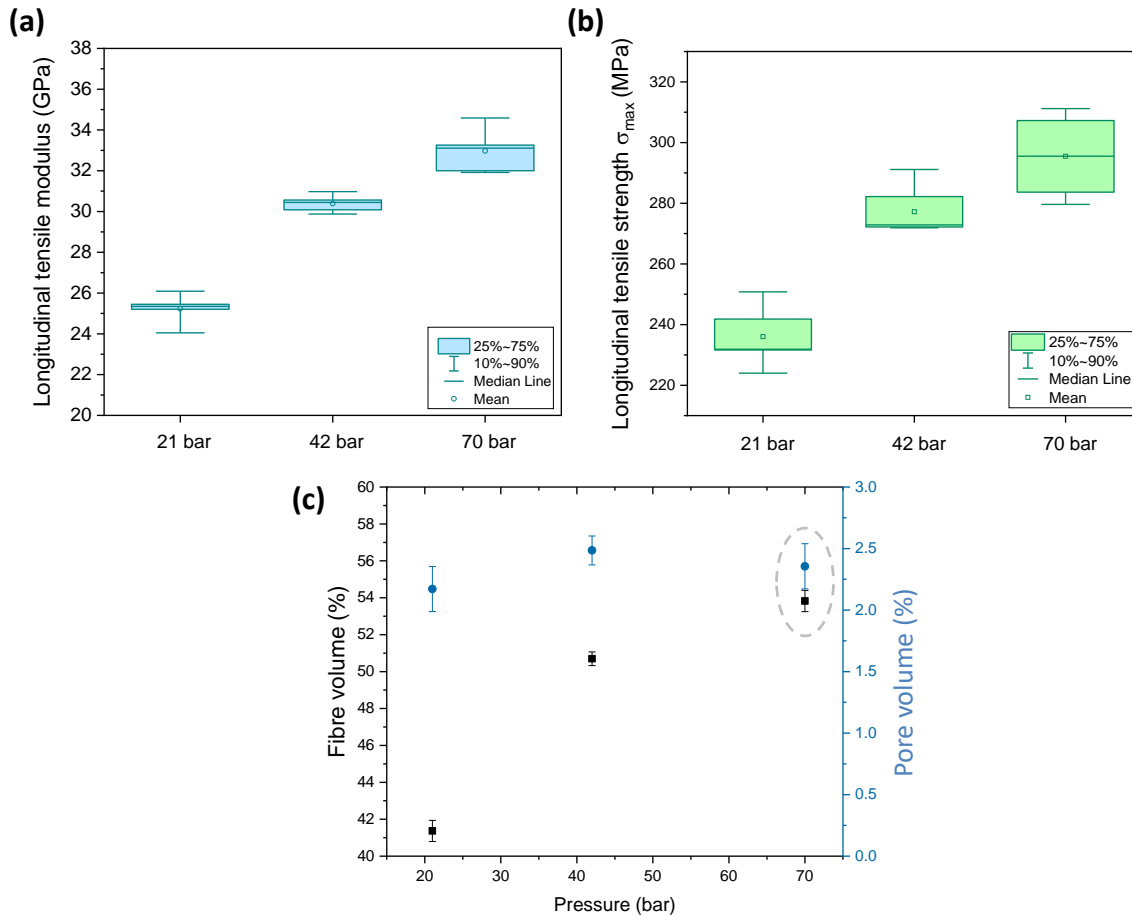 (a)
Longitudinal tensile modulus (GPa)
38
36
34
32
30
28
26
24
22
20
21 bar
42 bar
70 bar
25%~75%
10%~90%
Median Line
Mean
(b)
Longitudinal tensile strength σmax (MPa)
320
300
280
260
240
220
21 bar
42 bar
70 bar
25%~75%
10%~90%
Median Line
Mean
(c)
Fibre volume (%)
60
58
56
54
52
50
48
46
44
42
40
3.0
2.5
2.0
1.5
1.0
0.5
0.0
Pore volume (%)
20
30
40
50
60
70
Pressure (bar)